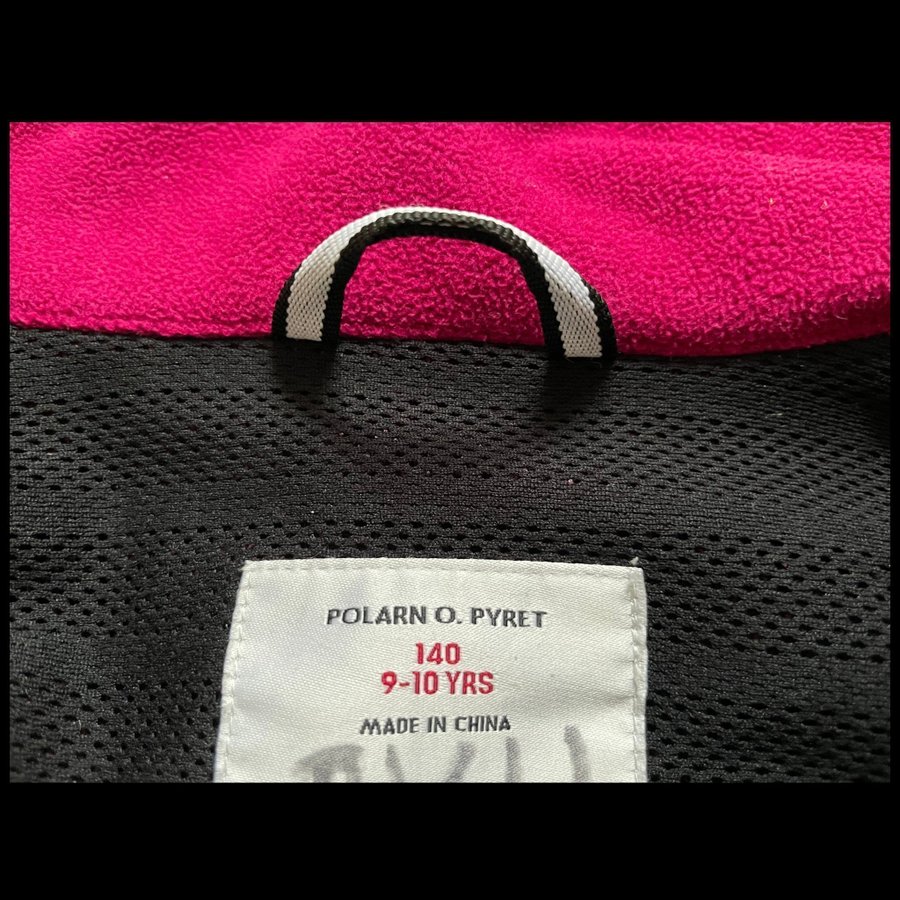 POLARN O. PYRET
140
9-10 YRS
MADE IN CHINA